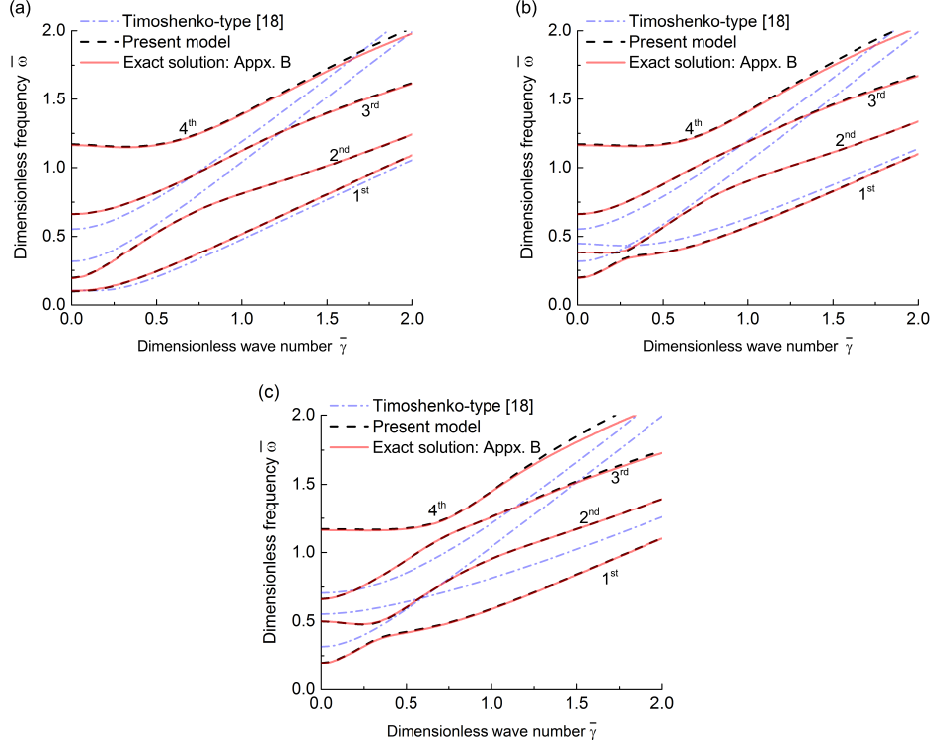 (a)
Timoshenko-type [18]
Present model
Exact solution: Appx. B
Dimensionless frequency ω̅
2.0
1.5
1.0
0.5
0.0
4th
3rd
2nd
1st
0.0 0.5 1.0 1.5 2.0
Dimensionless wave number γ̅
(b)
Timoshenko-type [18]
Present model
Exact solution: Appx. B
Dimensionless frequency ω̅
2.0
1.5
1.0
0.5
0.0
4th
3rd
2nd
1st
0.0 0.5 1.0 1.5 2.0
Dimensionless wave number γ̅
(c)
Timoshenko-type [18]
Present model
Exact solution: Appx. B
Dimensionless frequency ω̅
2.0
1.5
1.0
0.5
0.0
4th
3rd
2nd
1st
0.0 0.5 1.0 1.5 2.0
Dimensionless wave number γ̅